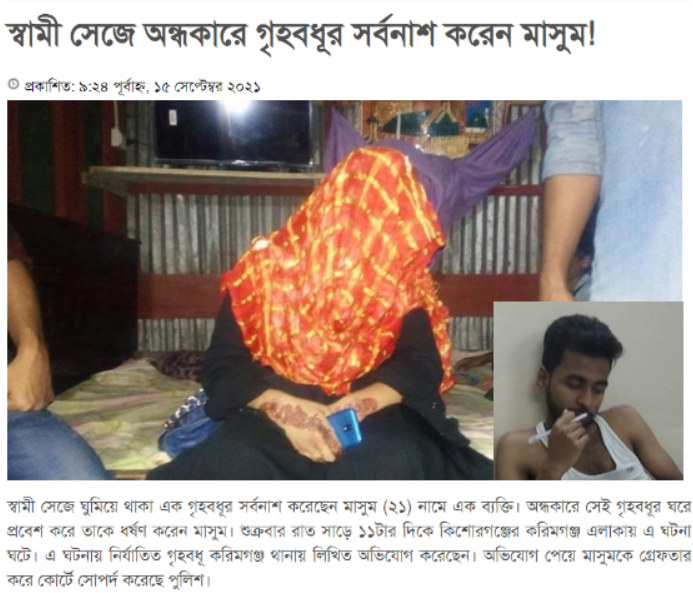 স্বামী সেজে অন্ধকারে গৃহবধূর সর্বনাশ করেন মাসুম!
প্রকাশিত: ৯:২৪ পূর্বাহ্ন, ১৫ সেপ্টেম্বর ২০২১
স্বামী সেজে ঘুমিয়ে থাকা এক গৃহবধূর সর্বনাশ করেছেন মাসুম (২১) নামে এক ব্যক্তি। অন্ধকারে সেই গৃহবধূর ঘরে
প্রবেশ করে তাকে ধর্ষণ করেন মাসুম। শুক্রবার রাত সাড়ে ১১টার দিকে কিশোরগঞ্জের করিমগঞ্জ এলাকায় এ ঘটনা
ঘটে। এ ঘটনায় নির্যাতিত গৃহবধূ করিমগঞ্জ থানায় লিখিত অভিযোগ করেছেন। অভিযোগ পেয়ে মাসুমকে গ্রেফতার
করে কোর্টে সোপর্দ করেছে পুলিশ।